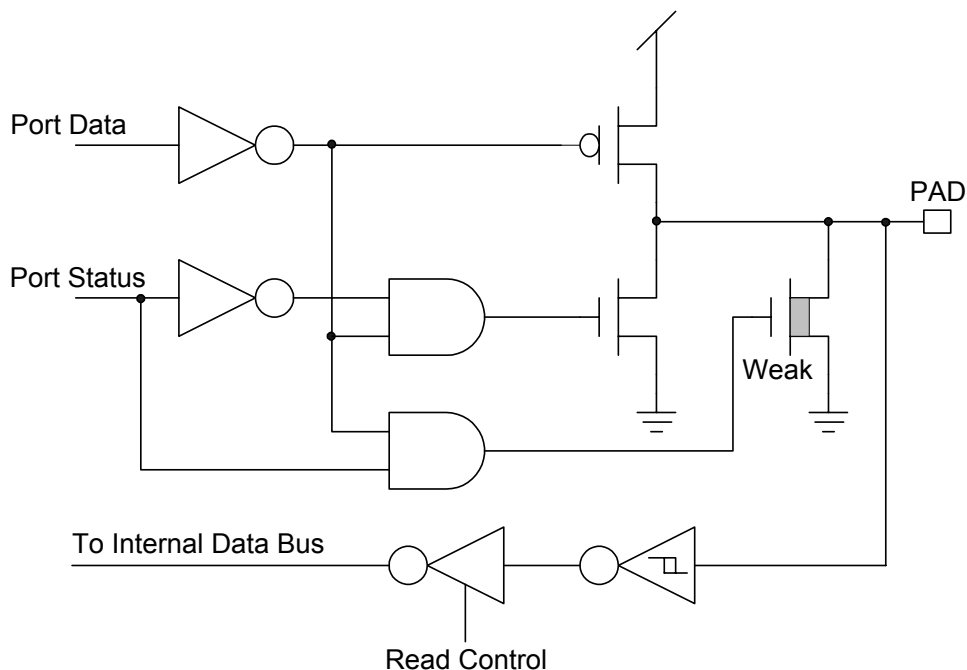 Port Data
PAD
Port Status
Weak
To Internal Data Bus
Read Control